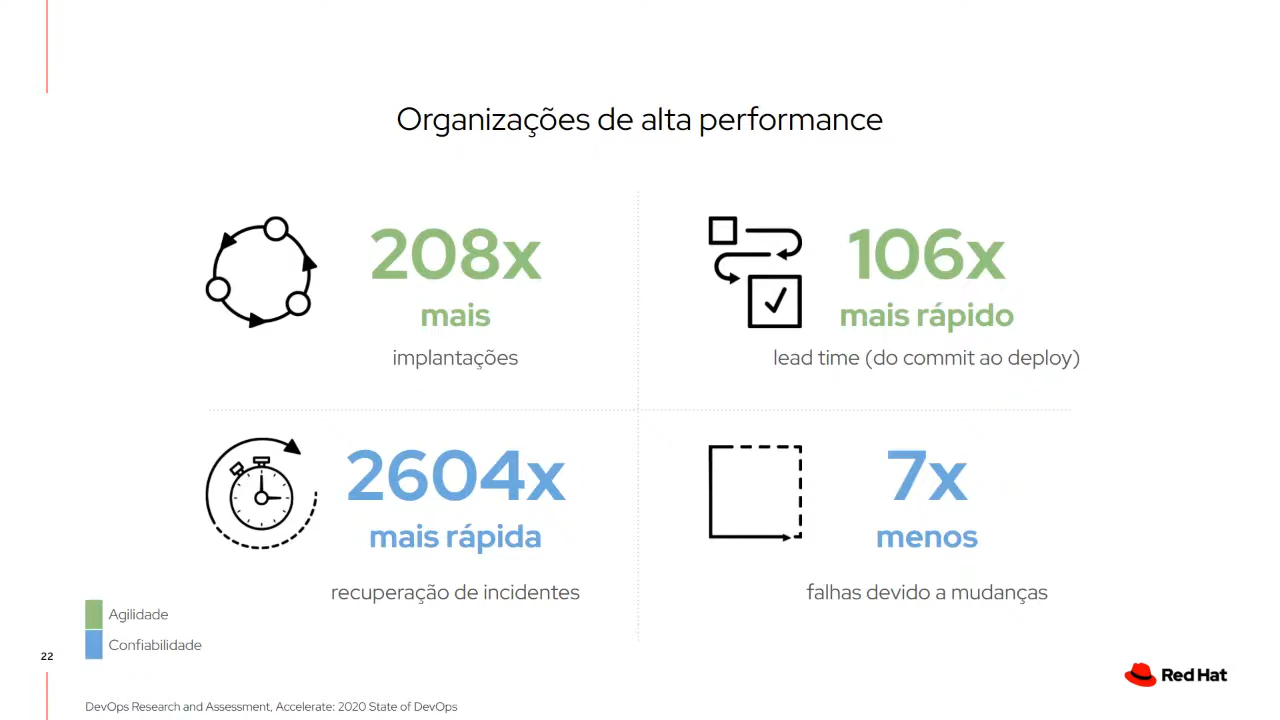 Organizações de alta performance
208x
mais
implantações
106x
mais rápido
lead time (do commit ao deploy)
2604x
mais rápida
recuperação de incidentes
7x
menos
falhas devido a mudanças
Agilidade
Confiabilidade
22
Red Hat
DevOps Research and Assessment, Accelerate: 2020 State of DevOps